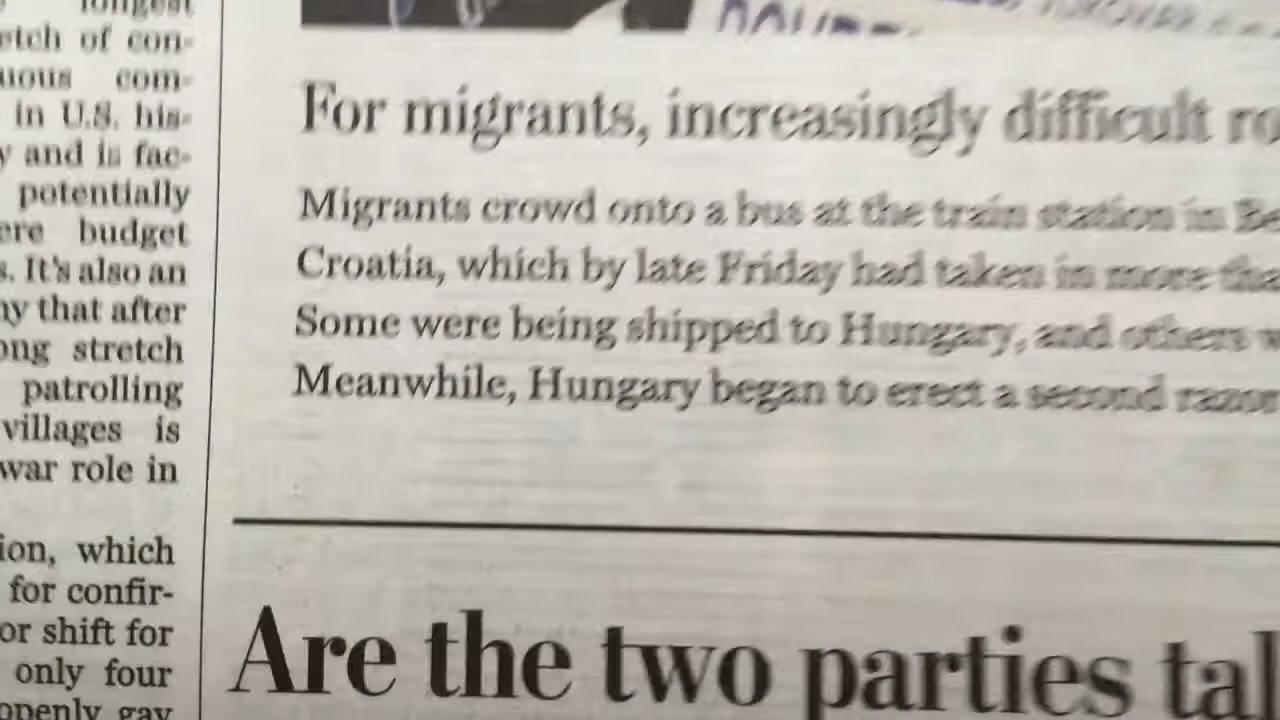 longest
etch of con-
uous com-
in U.S. his-
y and is fac-
potentially
ere budget
s. It's also an
ny that after
ong stretch
patrolling
villages is
war role in
ion, which
for confir-
or shift for
only four
openly gay
For migrants, increasingly difficult ro
Migrants crowd onto a bus at the train station in Be
Croatia, which by late Friday had taken in more tha
Some were being shipped to Hungary, and others w
Meanwhile, Hungary began to erect a second razor
Are the two parties tal